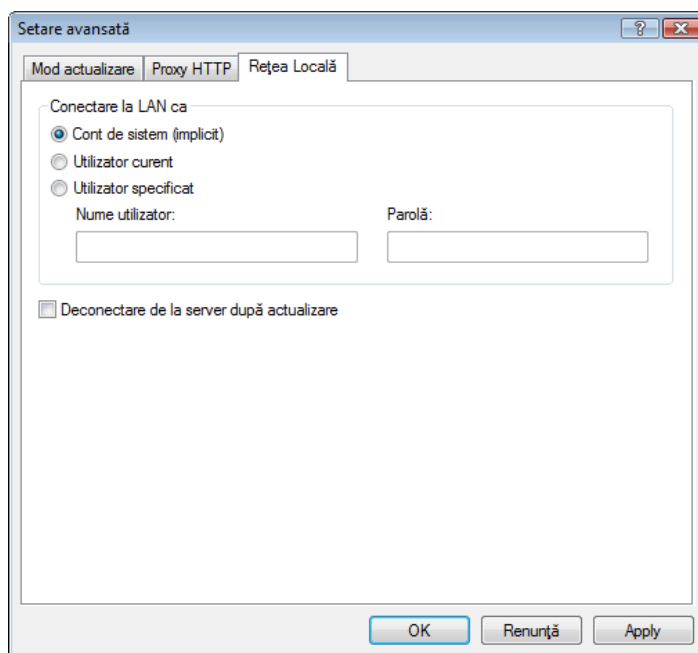 Setare avansată
Mod actualizare Proxy HTTP Reţea Locală
Conectare la LAN ca
Cont de sistem (implicit)
Utilizator curent
Utilizator specificat
Nume utilizator: Parolă:
Deconectare de la server după actualizare
OK Renunţă Apply